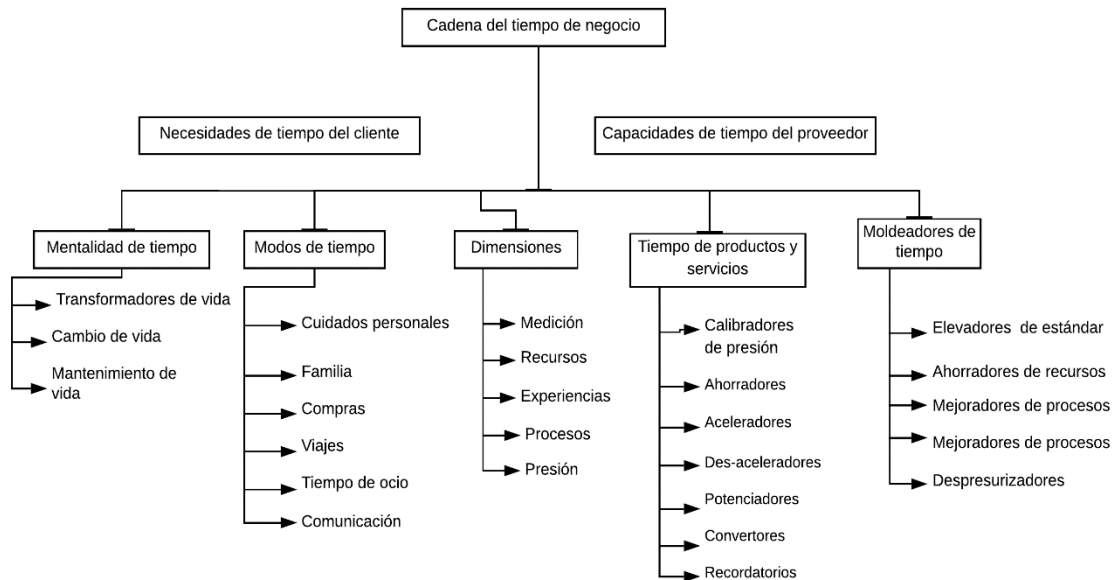 Cadena del tiempo de negocio
Necesidades de tiempo del cliente
Capacidades de tiempo del proveedor
Mentalidad de tiempo
Transformadores de vida
Cambio de vida
Mantenimiento de
vida
Modos de tiempo
Cuidados personales
Familia
Compras
Viajes
Tiempo de ocio
Comunicación
Dimensiones
Medición
Recursos
Experiencias
Procesos
Presión
Tiempo de productos y
servicios
Calibradores
de presión
Ahorradores
Aceleradores
Des-aceleradores
Potenciadores
Convertores
Recordatorios
Moldeadores de
tiempo
Elevadores de estándar
Ahorradores de recursos
Mejoradores de procesos
Mejoradores de procesos
Despresurizadores